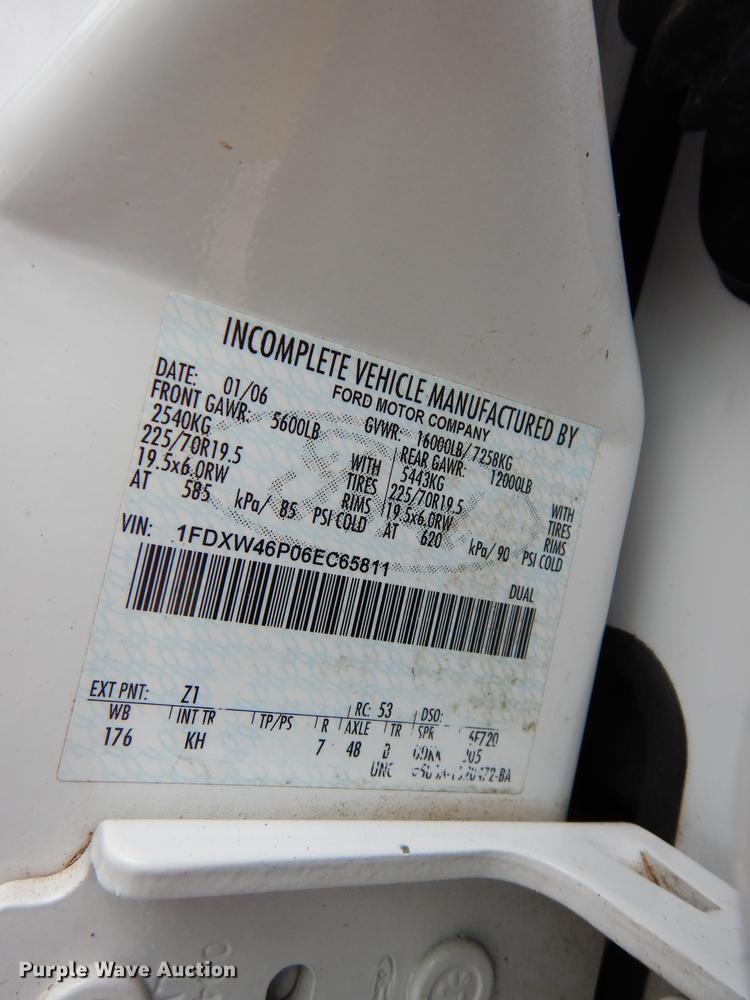 INCOMPLETE VEHICLE MANUFACTURED BY
FORD MOTOR COMPANY
DATE: 01/06 GVWR: 16000LB/ 7258KG
FRONT GAWR: 5600LB REAR GAWR: 12000LB
2540KG WITH 5443KG WITH
225/70R19.5 TIRES 225/70R19.5 TIRES
19.5x6.0RW RIMS 19.5x6.0RW RIMS
AT 585 kPa/ 85 PSI COLD AT 620 kPa/ 90 PSI COLD
VIN: 1FDXW46P06EC65811
DUAL
EXT PNT: Z1 RC: 53 DSO:
WB INT TR TP/PS R AXLE TR SPR 4F720
176 KH 7 48
UNC
Purple Wave Auction